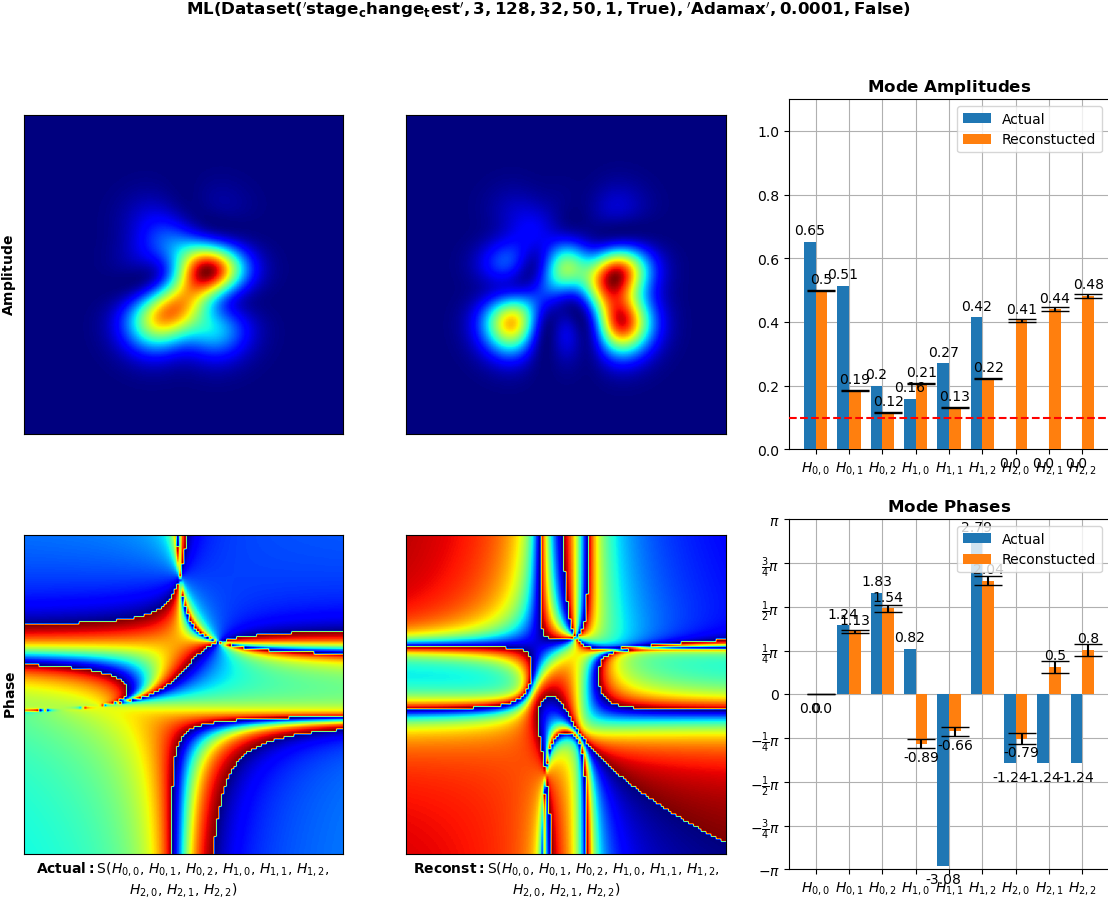 ML(Dataset('stage_change_test', 3, 128, 32, 50, 1, True), 'Adamax', 0.0001, False)
Amplitude
Mode Amplitudes
Actual
Reconstucted
1.0
0.8
0.6
0.4
0.2
0.0
0.65
0.5
0.51
0.19
0.2
0.12
0.16
0.21
0.27
0.13
0.42
0.22
0.0
0.41
0.0
0.44
0.0
0.48
H0,0 H0,1 H0,2 H1,0 H1,1 H1,2 H2,0 H2,1 H2,2
Phase
Mode Phases
Actual
Reconstucted
π
3/4π
1/2π
1/4π
0
−1/4π
−1/2π
−3/4π
−π
0.0
0.0
1.24
1.13
1.83
1.54
0.82
-0.89
-3.08
-0.66
2.79
2.04
-1.24
-0.79
-1.24
0.5
-1.24
0.8
H0,0 H0,1 H0,2 H1,0 H1,1 H1,2 H2,0 H2,1 H2,2
Actual: S(H0,0, H0,1, H0,2, H1,0, H1,1, H1,2,
H2,0, H2,1, H2,2)
Reconst: S(H0,0, H0,1, H0,2, H1,0, H1,1, H1,2,
H2,0, H2,1, H2,2)